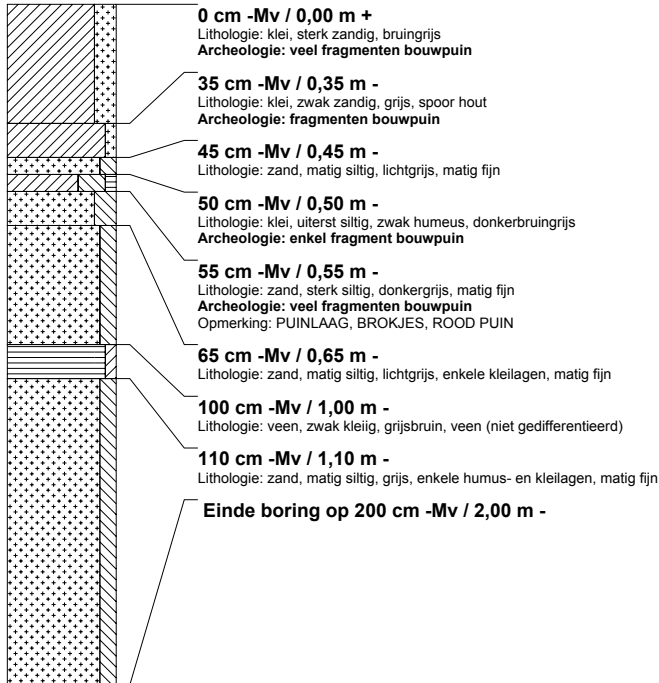 0 cm -Mv / 0,00 m +
Lithologie: klei, sterk zandig, bruingrijs
Archeologie: veel fragmenten bouwpuin
35 cm -Mv / 0,35 m -
Lithologie: klei, zwak zandig, grijs, spoor hout
Archeologie: fragmenten bouwpuin
45 cm -Mv / 0,45 m -
Lithologie: zand, matig siltig, lichtgrijs, matig fijn
50 cm -Mv / 0,50 m -
Lithologie: klei, uiterst siltig, zwak humeus, donkerbruingrijs
Archeologie: enkel fragment bouwpuin
55 cm -Mv / 0,55 m -
Lithologie: zand, sterk siltig, donkergrijs, matig fijn
Archeologie: veel fragmenten bouwpuin
Opmerking: PUINLAAG, BROKJES, ROOD PUIN
65 cm -Mv / 0,65 m -
Lithologie: zand, matig siltig, lichtgrijs, enkele kleilagen, matig fijn
100 cm -Mv / 1,00 m -
Lithologie: veen, zwak kleiig, grijsbruin, veen (niet gedifferentieerd)
110 cm -Mv / 1,10 m -
Lithologie: zand, matig siltig, grijs, enkele humus- en kleilagen, matig fijn
Einde boring op 200 cm -Mv / 2,00 m -